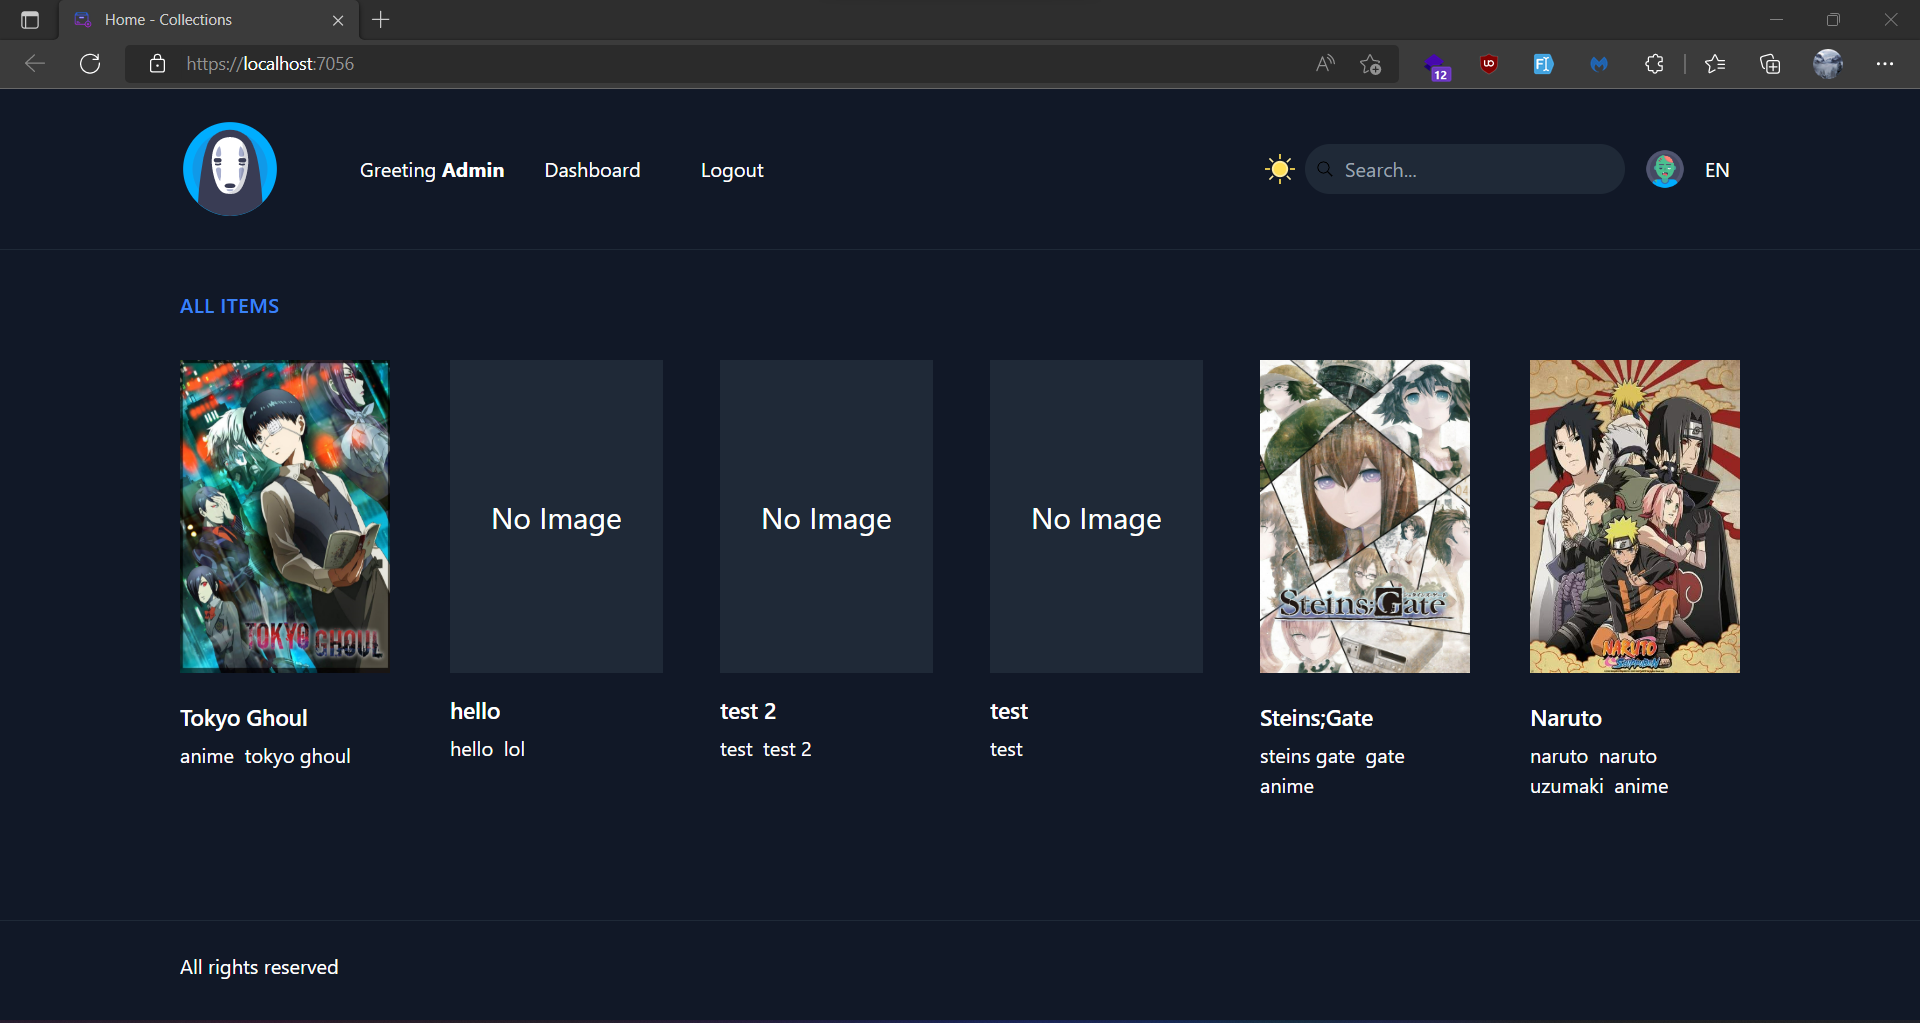 Home - Collections
https://localhost:7056
12
Greeting Admin Dashboard Logout
Search...
EN
ALL ITEMS
TOKYO GHOUL
No Image
No Image
No Image
Steins;Gate
NARUTO
Tokyo Ghoul
anime tokyo ghoul
hello
hello lol
test 2
test test 2
test
test
Steins;Gate
steins gate gate
anime
Naruto
naruto naruto
uzumaki anime
All rights reserved